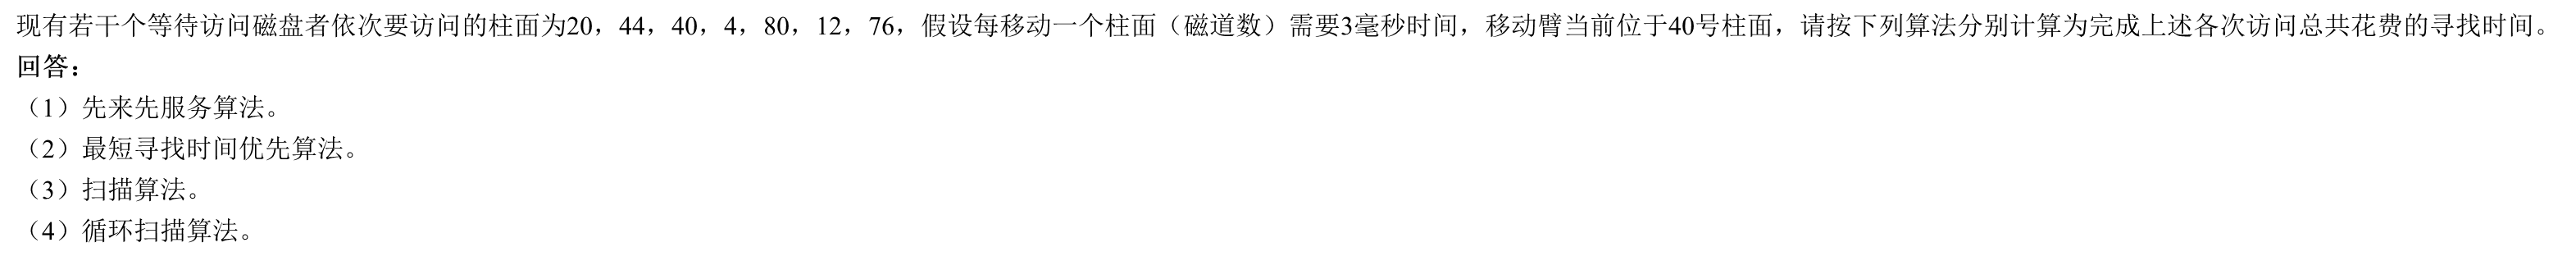 现有若干个等待访问磁盘者依次要访问的柱面为20，44，40，4，80，12，76，假设每移动一个柱面（磁道数）需要3毫秒时间，移动臂当前位于40号柱面，请按下列算法分别计算为完成上述各次访问总共花费的寻找时间。
回答：
（1）先来先服务算法。
（2）最短寻找时间优先算法。
（3）扫描算法。
（4）循环扫描算法。